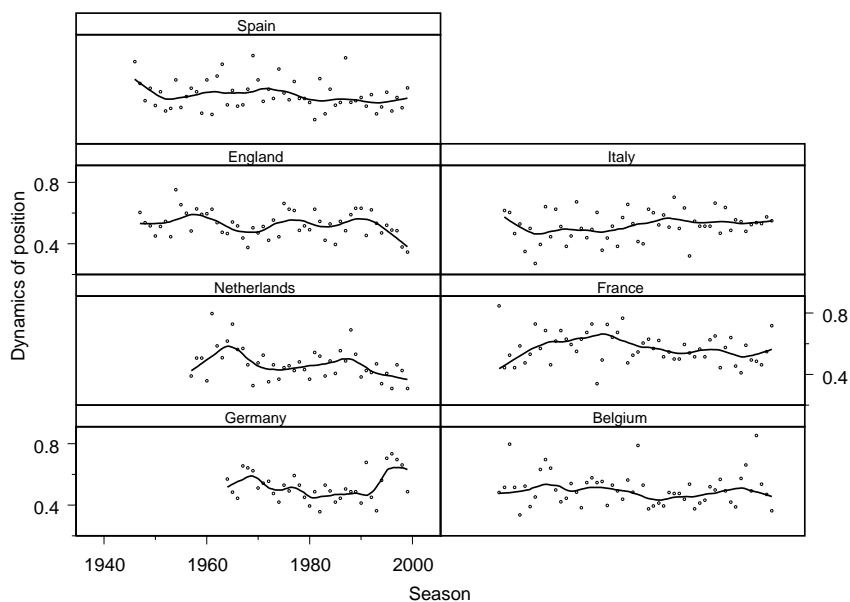 Spain
England
Italy
0.8
0.4
Netherlands
France
0.8
0.4
Germany
Belgium
0.8
0.4
Dynamics of position
1940
1960
1980
2000
Season